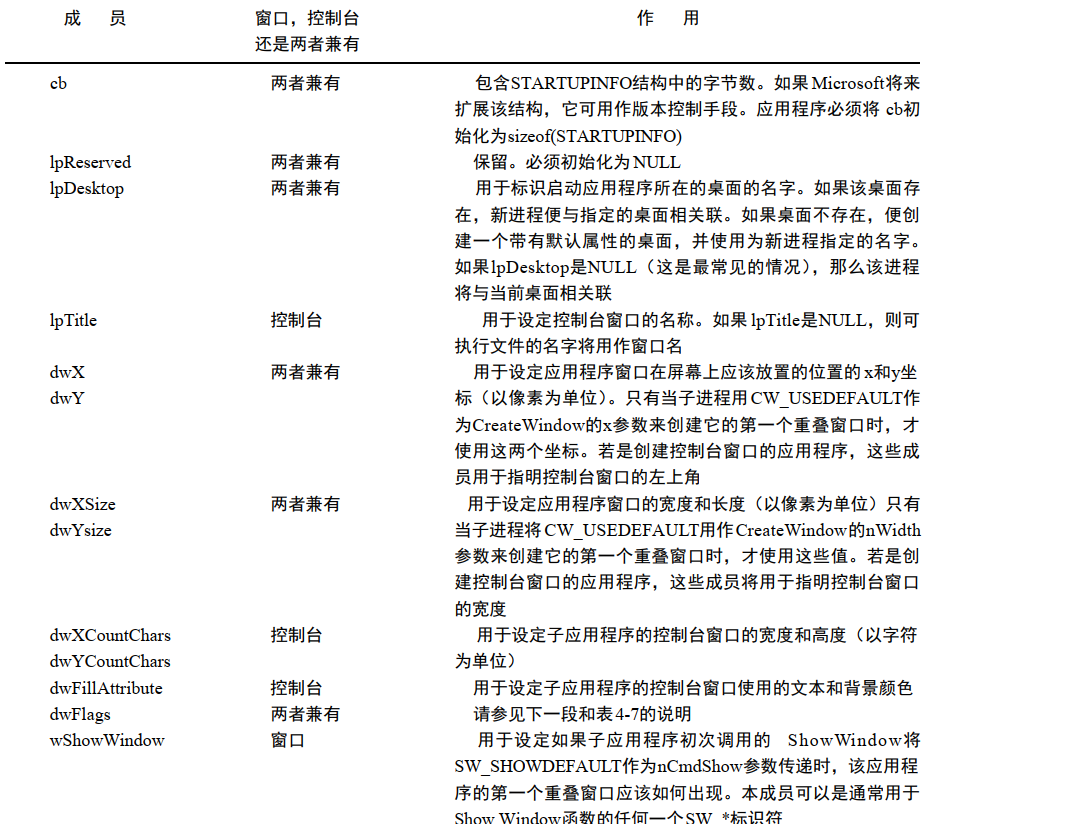 成 员 窗口，控制台 作 用
还是两者兼有
cb 两者兼有 包含STARTUPINFO结构中的字节数。如果Microsoft将来
扩展该结构，它可用作版本控制手段。应用程序必须将 cb初
始化为sizeof(STARTUPINFO)
lpReserved 两者兼有 保留。必须初始化为NULL
lpDesktop 两者兼有 用于标识启动应用程序所在的桌面的名字。如果该桌面存
在，新进程便与指定的桌面相关联。如果桌面不存在，便创
建一个带有默认属性的桌面，并使用为新进程指定的名字。
如果lpDesktop是NULL（这是最常见的情况），那么该进程
将与当前桌面相关联
lpTitle 控制台 用于设定控制台窗口的名称。如果lpTitle是NULL，则可
执行文件的名字将用作窗口名
dwX 两者兼有 用于设定应用程序窗口在屏幕上应该放置的位置的x和y坐
dwY 标（以像素为单位）。只有当子进程用CW_USEDEFAULT作
为CreateWindow的x参数来创建它的第一个重叠窗口时，才
使用这两个坐标。若是创建控制台窗口的应用程序，这些成
员用于指明控制台窗口的左上角
dwXSize 两者兼有 用于设定应用程序窗口的宽度和长度（以像素为单位）只有
dwYsize 当子进程将CW_USEDEFAULT用作CreateWindow的nWidth
参数来创建它的第一个重叠窗口时，才使用这些值。若是创
建控制台窗口的应用程序，这些成员将用于指明控制台窗口
的宽度
dwXCountChars 控制台 用于设定子应用程序的控制台窗口的宽度和高度（以字符
dwYCountChars 为单位）
dwFillAttribute 控制台 用于设定子应用程序的控制台窗口使用的文本和背景颜色
dwFlags 两者兼有 请参见下一段和表4-7的说明
wShowWindow 窗口 用于设定如果子应用程序初次调用的 ShowWindow将
SW_SHOWDEFAULT作为nCmdShow参数传递时，该应用程
序的第一个重叠窗口应该如何出现。本成员可以是通常用于
Show Window函数的任何一个SW_*标识符